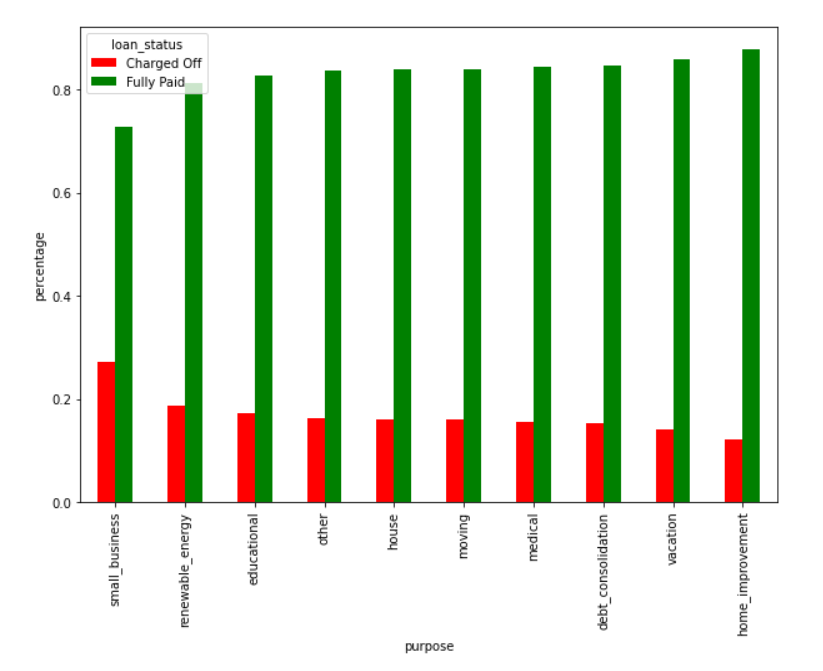 loan_status
Charged Off
Fully Paid
percentage
0.8
0.6
0.4
0.2
0.0
small_business
renewable_energy
educational
other
house
moving
medical
debt_consolidation
vacation
home_improvement
purpose